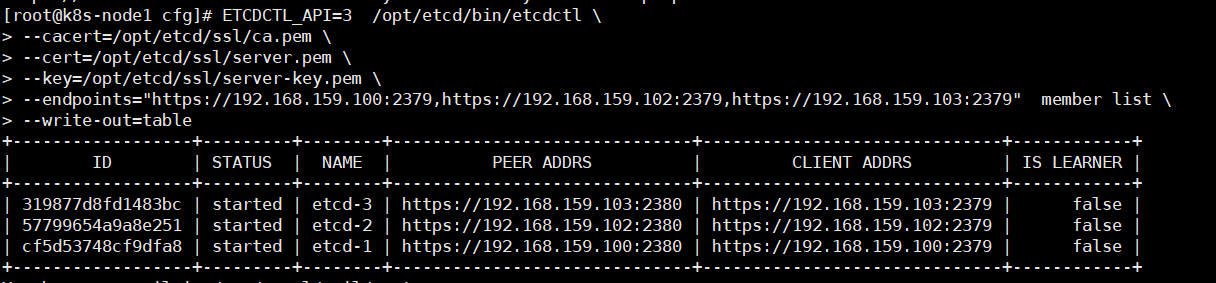 [root@k8s-node1 cfg]# ETCDCTL_API=3  /opt/etcd/bin/etcdctl \
> --cacert=/opt/etcd/ssl/ca.pem \
> --cert=/opt/etcd/ssl/server.pem \
> --key=/opt/etcd/ssl/server-key.pem \
> --endpoints="https://192.168.159.100:2379,https://192.168.159.102:2379,https://192.168.159.103:2379"  member list \
> --write-out=table
+------------------+---------+--------+------------------------------+------------------------------+------------+
|        ID        | STATUS  |  NAME  |          PEER ADDRS          |         CLIENT ADDRS         | IS LEARNER |
+------------------+---------+--------+------------------------------+------------------------------+------------+
| 319877d8fd1483bc | started | etcd-3 | https://192.168.159.103:2380 | https://192.168.159.103:2379 |      false |
| 57799654a9a8e251 | started | etcd-2 | https://192.168.159.102:2380 | https://192.168.159.102:2379 |      false |
| cf5d53748cf9dfa8 | started | etcd-1 | https://192.168.159.100:2380 | https://192.168.159.100:2379 |      false |
+------------------+---------+--------+------------------------------+------------------------------+------------+